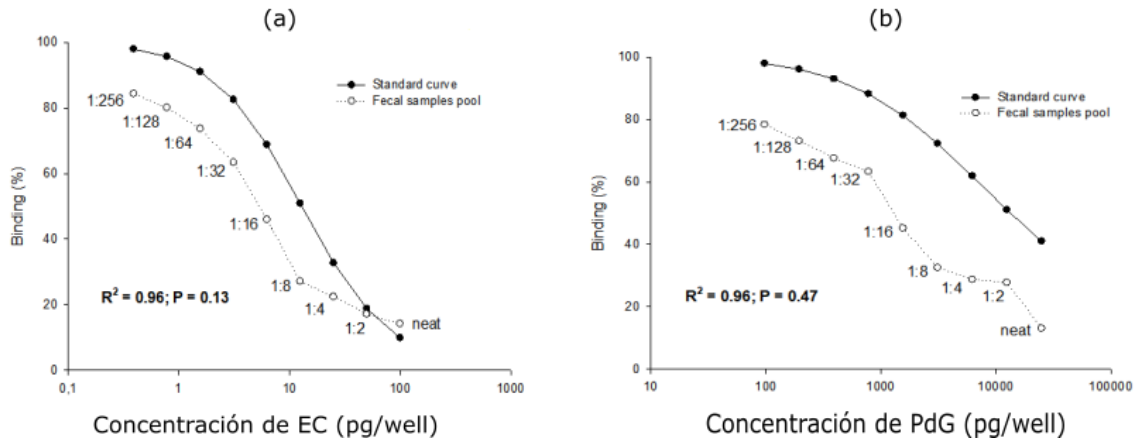 (a)
100
80
60
40
20
0
Binding (%)
Standard curve
Fecal samples pool
1:256
1:128
1:64
1:32
1:16
1:8
1:4
1:2
neat
R² = 0.96; P = 0.13
0,1
1
10
100
1000
Concentración de EC (pg/well)
(b)
100
80
60
40
20
0
Binding (%)
Standard curve
Fecal samples pool
1:256
1:128
1:64
1:32
1:16
1:8
1:4
1:2
neat
R² = 0.96; P = 0.47
10
100
1000
10000
100000
Concentración de PdG (pg/well)